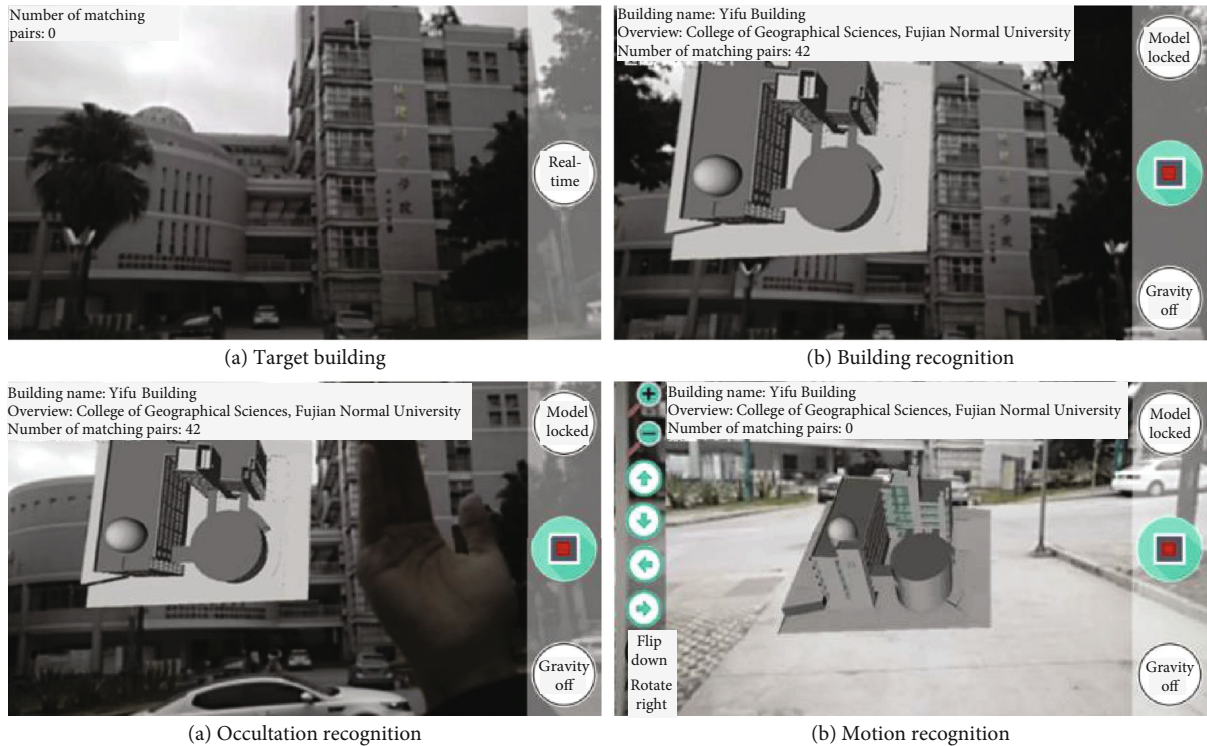 Number of matching
pairs: 0
Real-
time
(a) Target building
Building name: Yifu Building
Overview: College of Geographical Sciences, Fujian Normal University
Number of matching pairs: 42
Model
locked
Gravity
off
(b) Building recognition
Building name: Yifu Building
Overview: College of Geographical Sciences, Fujian Normal University
Number of matching pairs: 42
Model
locked
Gravity
off
(a) Occultation recognition
Building name: Yifu Building
Overview: College of Geographical Sciences, Fujian Normal University
Number of matching pairs: 0
Model
locked
Flip
down
Rotate
right
Gravity
off
(b) Motion recognition